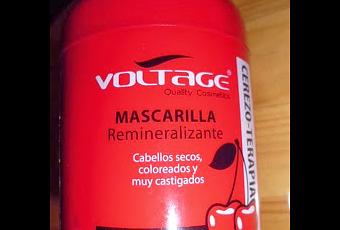 VOLTAGE
Quality Cosmetics
MASCARILLA
Remineralizante
Cabellos secos,
coloreados y
muy castigados
CEREZO-TERAPIA